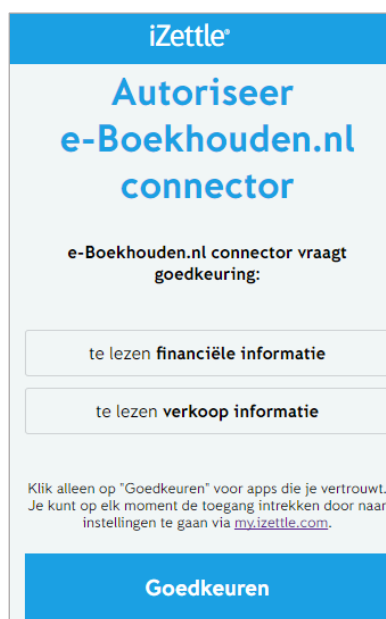 iZettle®
Autoriseer
e-Boekhouden.nl
connector
e-Boekhouden.nl connector vraagt
goedkeuring:
te lezen financiële informatie
te lezen verkoop informatie
Klik alleen op "Goedkeuren" voor apps die je vertrouwt.
Je kunt op elk moment de toegang intrekken door naar
instellingen te gaan via my.izettle.com.
Goedkeuren